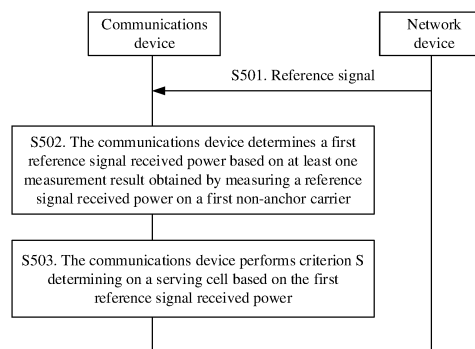 Communications
device
Network
device
S501. Reference signal
S502. The communications device determines a first
reference signal received power based on at least one
measurement result obtained by measuring a reference
signal received power on a first non-anchor carrier
S503. The communications device performs criterion S
determining on a serving cell based on the first
reference signal received power